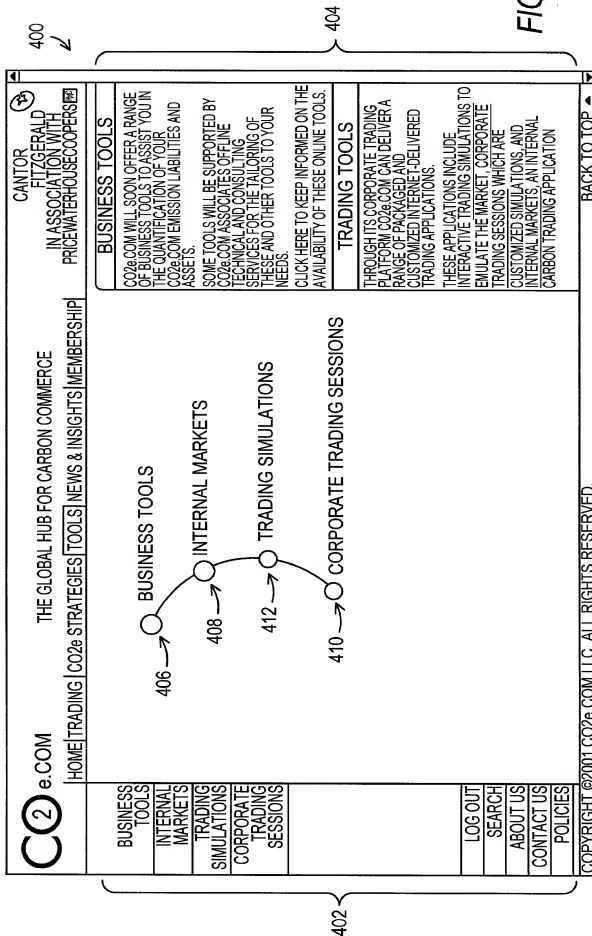 400
CO2e.COM
THE GLOBAL HUB FOR CARBON COMMERCE
CANTOR
FITZGERALD
IN ASSOCIATION WITH
PRICEWATERHOUSECOOPERS
HOME|TRADING|CO2e STRATEGIES|TOOLS|NEWS & INSIGHTS|MEMBERSHIP
BUSINESS
TOOLS
INTERNAL
MARKETS
TRADING
SIMULATIONS
CORPORATE
TRADING
SESSIONS
LOG OUT
SEARCH
ABOUT US
CONTACT US
POLICIES
402
406
BUSINESS TOOLS
408
INTERNAL MARKETS
412
TRADING SIMULATIONS
410
CORPORATE TRADING SESSIONS
BUSINESS TOOLS
CO2e.COM WILL SOON OFFER A RANGE
OF BUSINESS TOOLS TO ASSIST YOU IN
THE QUANTIFICATION OF YOUR
CO2e.COM EMISSION LIABILITIES AND
ASSETS.
SOME TOOLS WILL BE SUPPORTED BY
CO2e.COM ASSOCIATES OFFLINE
TECHNICAL AND CONSULTING
SERVICES FOR THE TAILORING OF
THESE AND OTHER TOOLS TO YOUR
NEEDS.
CLICK HERE TO KEEP INFORMED ON THE
AVAILABILITY OF THESE ONLINE TOOLS.
TRADING TOOLS
THROUGH ITS CORPORATE TRADING
PLATFORM CO2e.COM CAN DELIVER A
RANGE OF PACKAGED AND
CUSTOMIZED INTERNET-DELIVERED
TRADING APPLICATIONS.
THESE APPLICATIONS INCLUDE
INTERACTIVE TRADING SIMULATIONS TO
EMULATE THE MARKET, CORPORATE
TRADING SESSIONS WHICH ARE
CUSTOMIZED SIMULATIONS, AND
INTERNAL MARKETS, AN INTERNAL
CARBON TRADING APPLICATION
404
COPYRIGHT ©2001 CO2e.COM LLC. ALL RIGHTS RESERVED.
BACK TO TOP